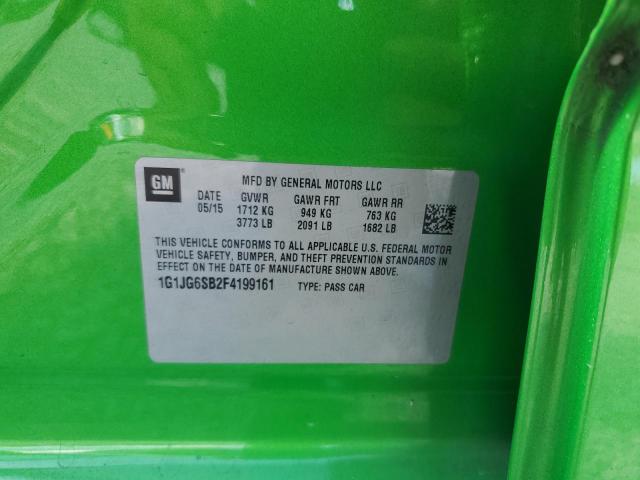 GM
MFD BY GENERAL MOTORS LLC
DATE GVWR GAWR FRT GAWR RR
05/15 1712 KG 949 KG 763 KG
3773 LB 2091 LB 1682 LB
THIS VEHICLE CONFORMS TO ALL APPLICABLE U.S. FEDERAL MOTOR
VEHICLE SAFETY, BUMPER, AND THEFT PREVENTION STANDARDS IN
EFFECT ON THE DATE OF MANUFACTURE SHOWN ABOVE.
1G1JG6SB2F4199161 TYPE: PASS CAR